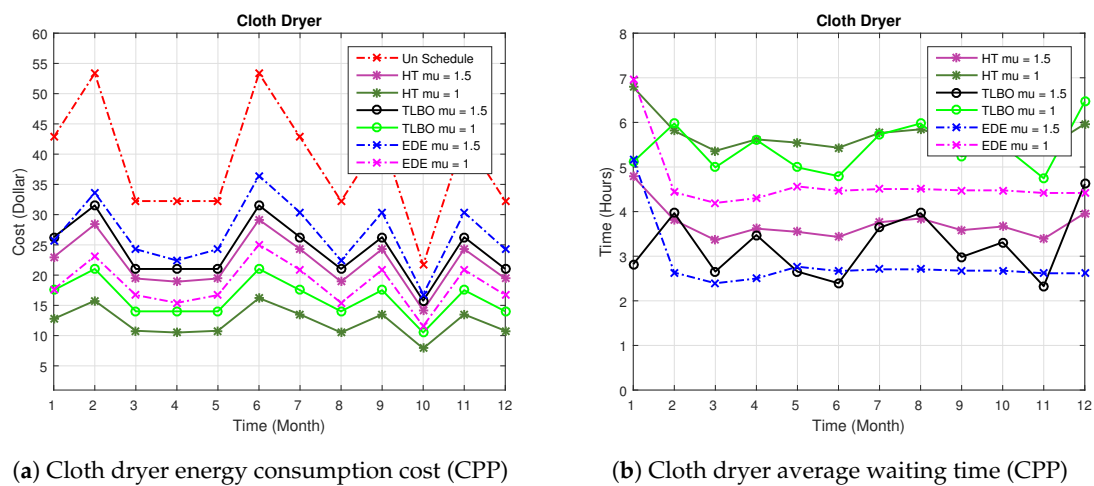 Cloth Dryer
60
55
50
45
40
35
30
25
20
15
10
5
Cost (Dollar)
1 2 3 4 5 6 7 8 9 10 11 12
Time (Month)
Un Schedule
HT mu = 1.5
HT mu = 1
TLBO mu = 1.5
TLBO mu = 1
EDE mu = 1.5
EDE mu = 1
(a) Cloth dryer energy consumption cost (CPP)
Cloth Dryer
8
7
6
5
4
3
2
1
0
Time (Hours)
1 2 3 4 5 6 7 8 9 10 11 12
Time (Month)
HT mu = 1.5
HT mu = 1
TLBO mu = 1.5
TLBO mu = 1
EDE mu = 1.5
EDE mu = 1
(b) Cloth dryer average waiting time (CPP)